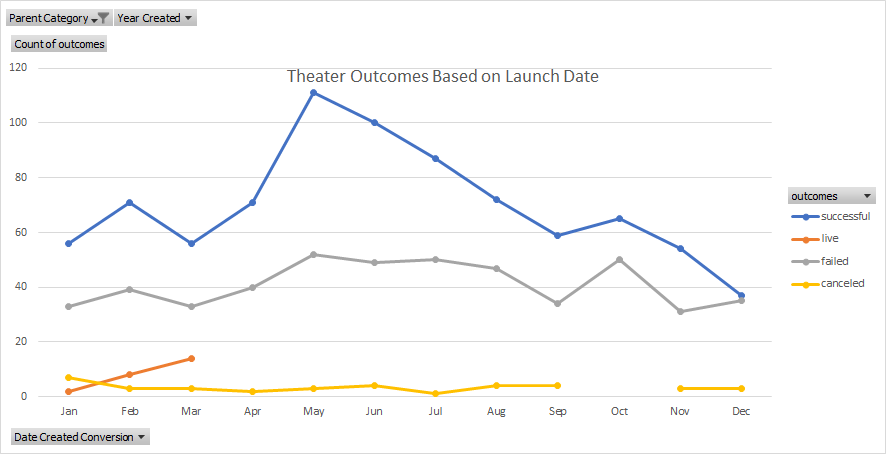 Parent Category Year Created
Count of outcomes
Theater Outcomes Based on Launch Date
120
100
80
60
40
20
0
Jan Feb Mar Apr May Jun Jul Aug Sep Oct Nov Dec
outcomes
successful
live
failed
canceled
Date Created Conversion